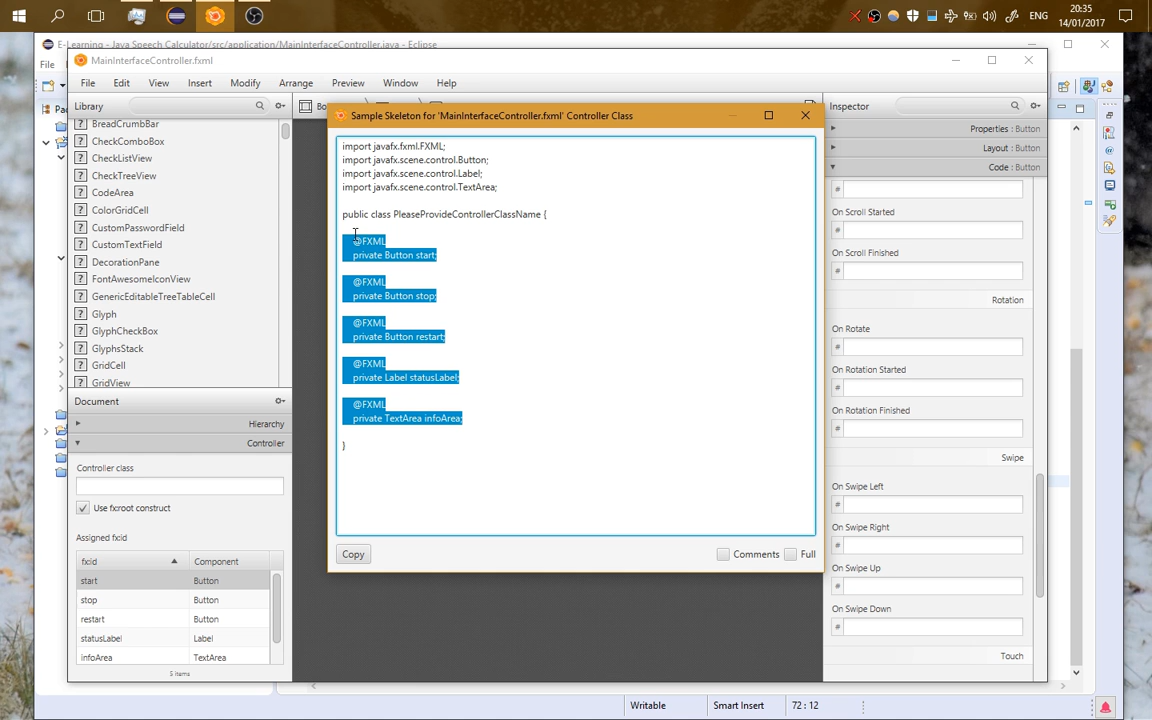 ENG
20:35
14/01/2017
E-Learning - Java Speech Calculator/src/application/MainInterfaceController.java - Eclipse
File
MainInterfaceController.fxml
File Edit View Insert Modify Arrange Preview Window Help
Library
BreadCrumbBar
CheckComboBox
CheckListView
CheckTreeView
CodeArea
ColorGridCell
CustomPasswordField
CustomTextField
DecorationPane
FontAwesomeIconView
GenericEditableTreeTableCell
Glyph
GlyphCheckBox
GlyphsStack
GridCell
GridView
Document
Hierarchy
Controller
Controller class
Use fx:root construct
Assigned fx:id
fx:id Component
start Button
stop Button
restart Button
statusLabel Label
infoArea TextArea
5 items
Sample Skeleton for 'MainInterfaceController.fxml' Controller Class
import javafx.fxml.FXML;
import javafx.scene.control.Button;
import javafx.scene.control.Label;
import javafx.scene.control.TextArea;
public class PleaseProvideControllerClassName {
@FXML
private Button start;
@FXML
private Button stop;
@FXML
private Button restart;
@FXML
private Label statusLabel;
@FXML
private TextArea infoArea;
}
Copy
Comments
Full
Inspector
Properties : Button
Layout : Button
Code : Button
#
On Scroll Started
#
On Scroll Finished
#
Rotation
On Rotate
#
On Rotation Started
#
On Rotation Finished
#
Swipe
On Swipe Left
#
On Swipe Right
#
On Swipe Up
#
On Swipe Down
#
Touch
Writable
Smart Insert
72 : 12